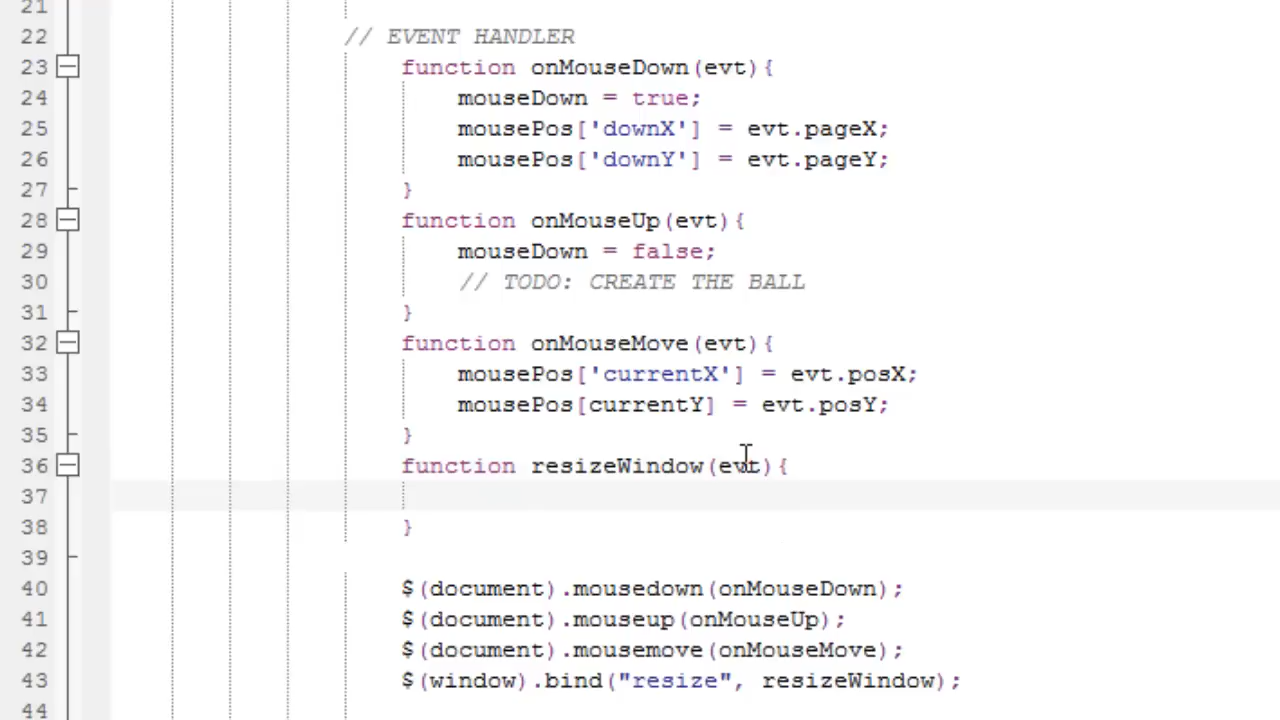 21
22 // EVENT HANDLER
23 function onMouseDown(evt){
24 mouseDown = true;
25 mousePos['downX'] = evt.pageX;
26 mousePos['downY'] = evt.pageY;
27 }
28 function onMouseUp(evt){
29 mouseDown = false;
30 // TODO: CREATE THE BALL
31 }
32 function onMouseMove(evt){
33 mousePos['currentX'] = evt.posX;
34 mousePos[currentY] = evt.posY;
35 }
36 function resizeWindow(evt){
37
38 }
39
40 $(document).mousedown(onMouseDown);
41 $(document).mouseup(onMouseUp);
42 $(document).mousemove(onMouseMove);
43 $(window).bind("resize", resizeWindow);
44